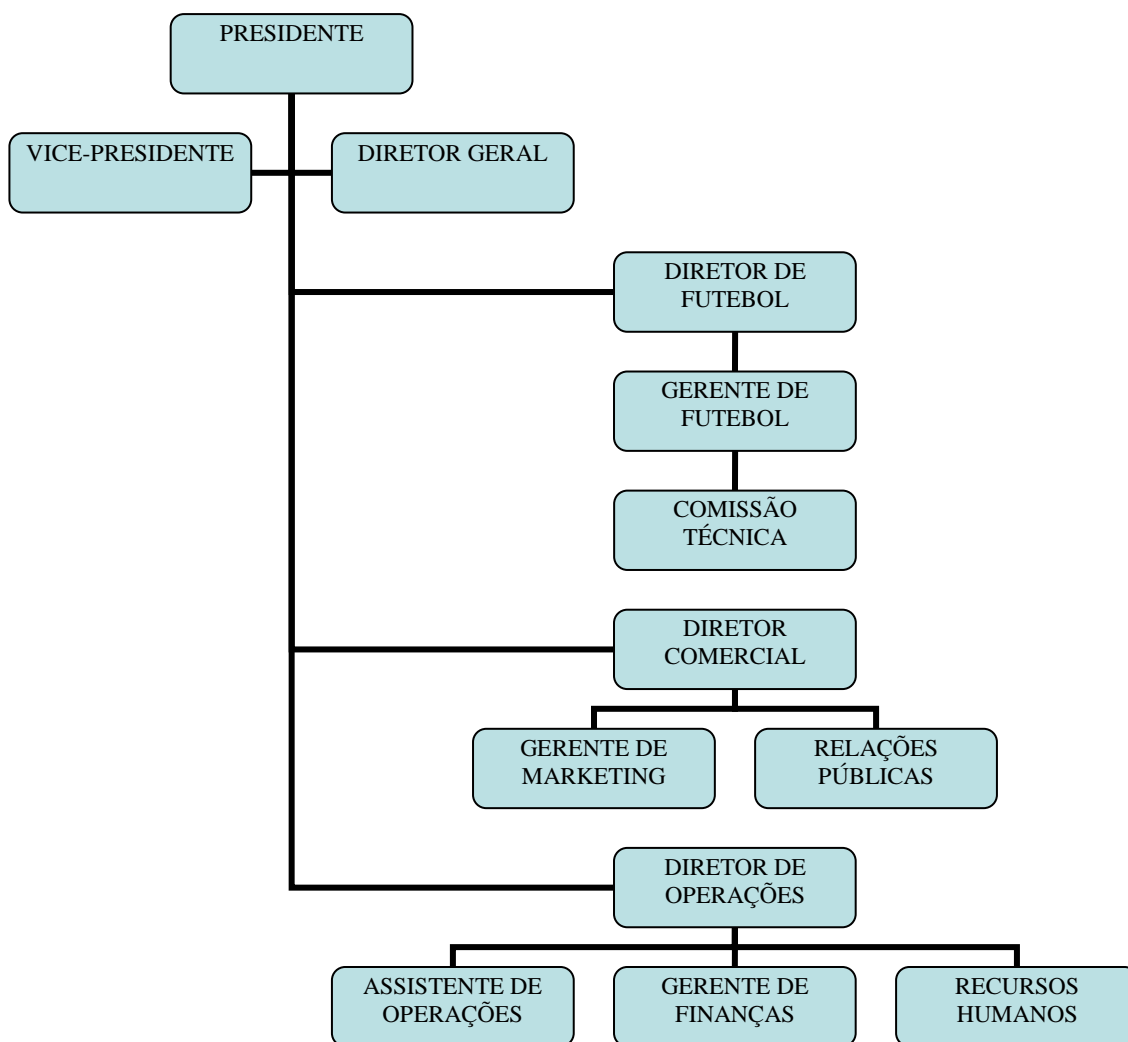 PRESIDENTE
VICE-PRESIDENTE
DIRETOR GERAL
DIRETOR DE
FUTEBOL
GERENTE DE
FUTEBOL
COMISSÃO
TÉCNICA
DIRETOR
COMERCIAL
GERENTE DE
MARKETING
RELAÇÕES
PÚBLICAS
DIRETOR DE
OPERAÇÕES
ASSISTENTE DE
OPERAÇÕES
GERENTE DE
FINANÇAS
RECURSOS
HUMANOS